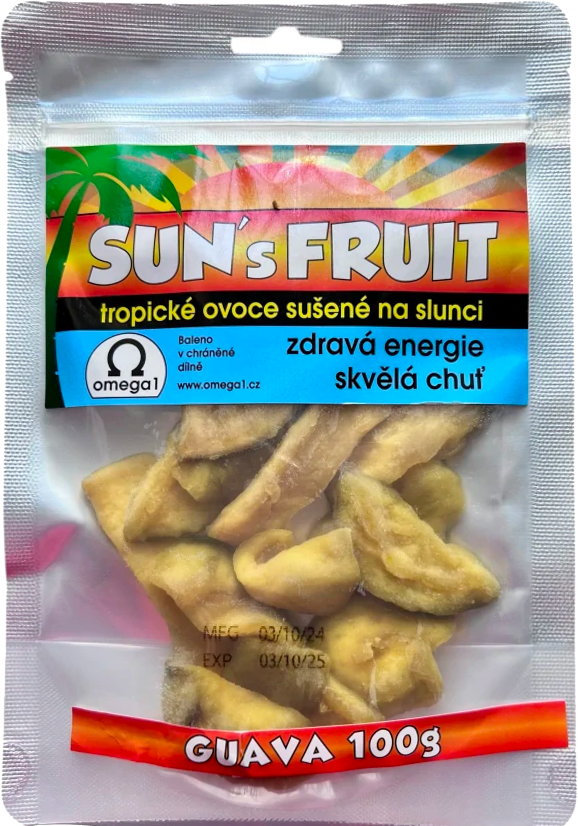 SUN's FRUIT
tropické ovoce sušené na slunci
Baleno
v chráněné
dílně
www.omega1.cz
Ω
omega1
zdravá energie
skvělá chuť
MFG 03/10/24
EXP 03/10/25
GUAVA 100g